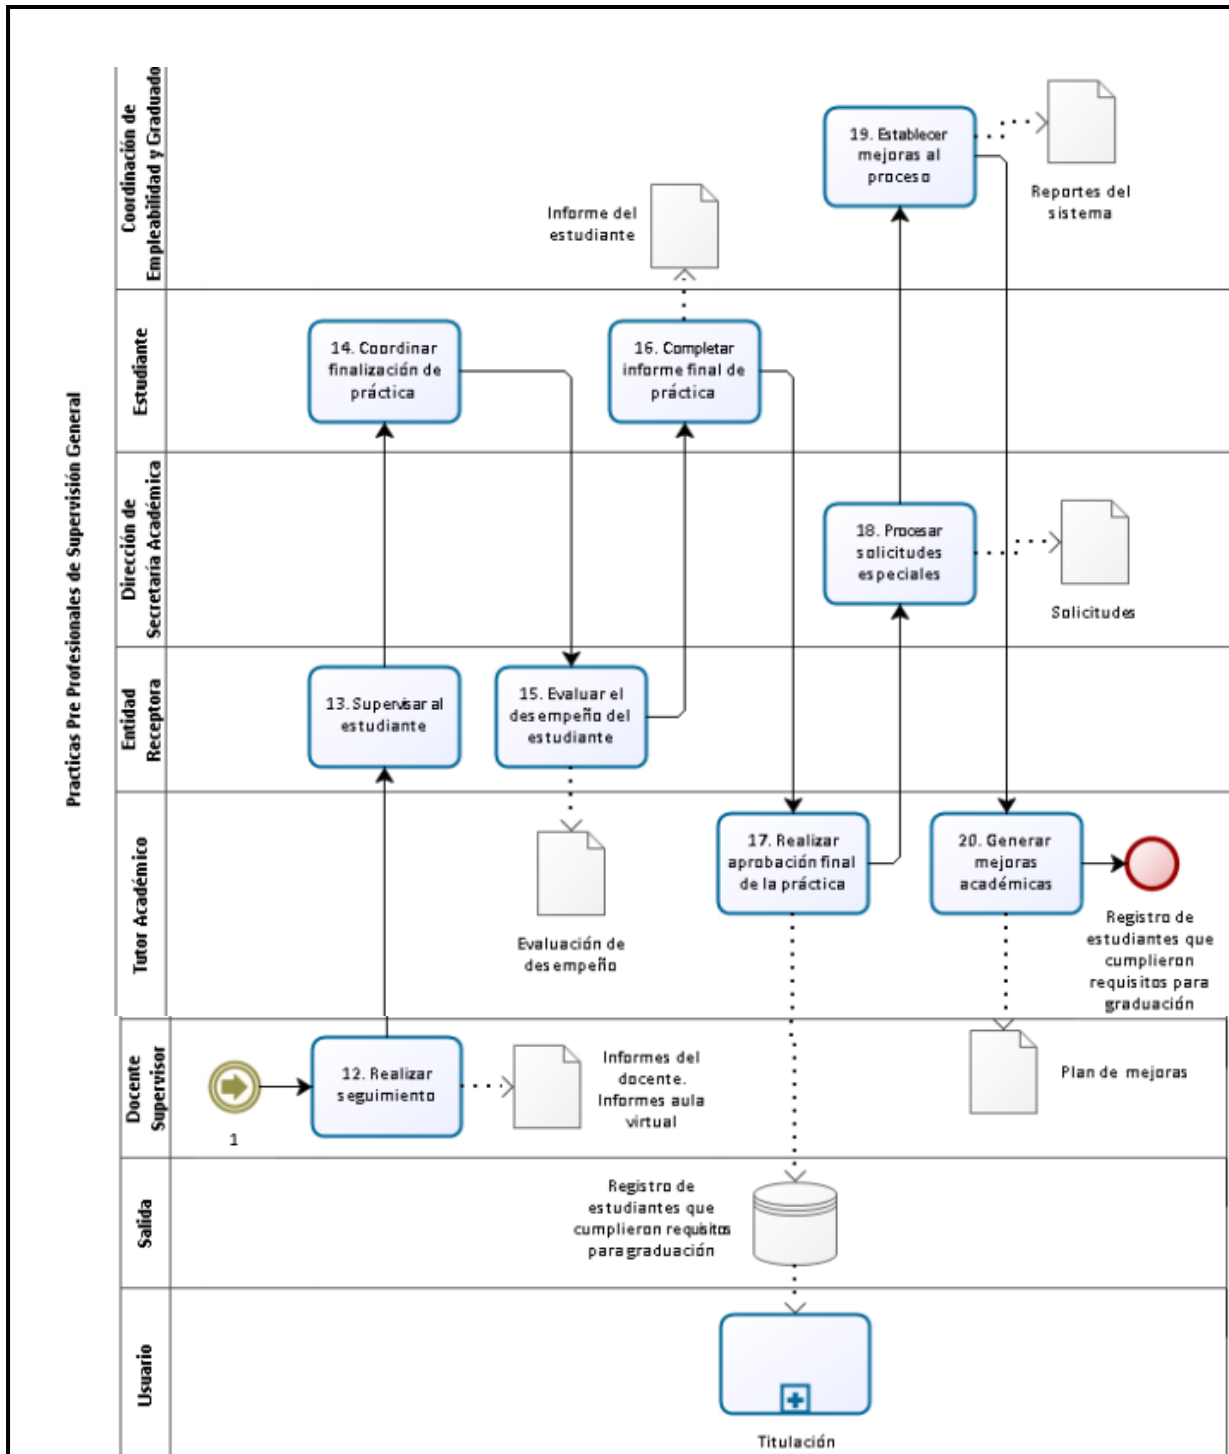 Practicas Pre Profesionales de Supervisión General
Coordinación de
Empleabilidad y Graduado
19. Establecer
mejoras al
proceso
Reportes del
sistema
Informe del
estudiante
Estudiante
14. Coordinar
finalización de
práctica
16. Completar
informe final de
práctica
Dirección de
Secretaría Académica
18. Procesar
solicitudes
especiales
Solicitudes
Entidad
Receptora
13. Supervisar al
estudiante
15. Evaluar el
desempeño del
estudiante
Tutor Académico
Evaluación de
desempeño
17. Realizar
aprobación final
de la práctica
20. Generar
mejoras
académicas
Registro de
estudiantes que
cumplieron
requisitos para
graduación
Docente
Supervisor
1
12. Realizar
seguimiento
Informes del
docente.
Informes aula
virtual
Plan de mejoras
Salida
Registro de
estudiantes que
cumplieron requisitos
para graduación
Usuario
Titulación